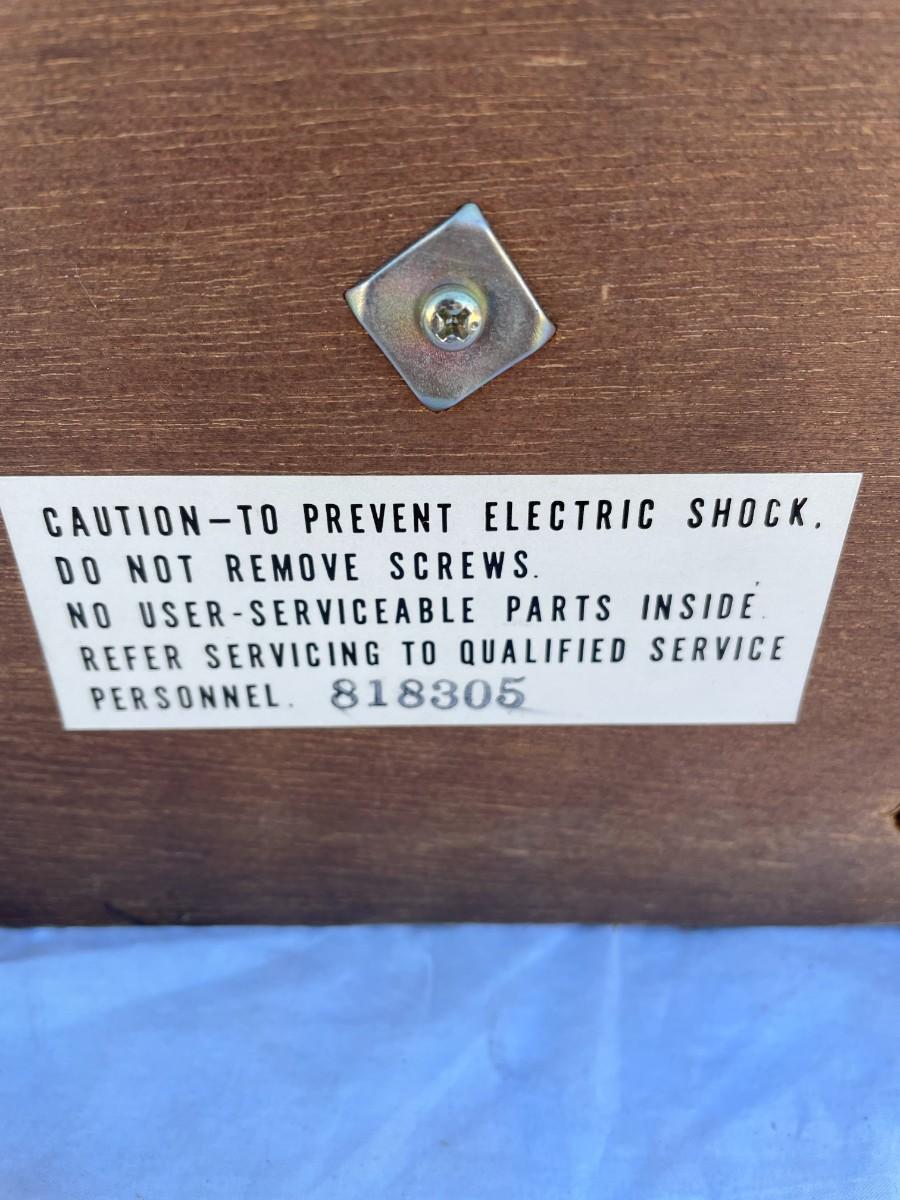 CAUTION—TO PREVENT ELECTRIC SHOCK,
DO NOT REMOVE SCREWS.
NO USER-SERVICEABLE PARTS INSIDE.
REFER SERVICING TO QUALIFIED SERVICE
PERSONNEL. 818305